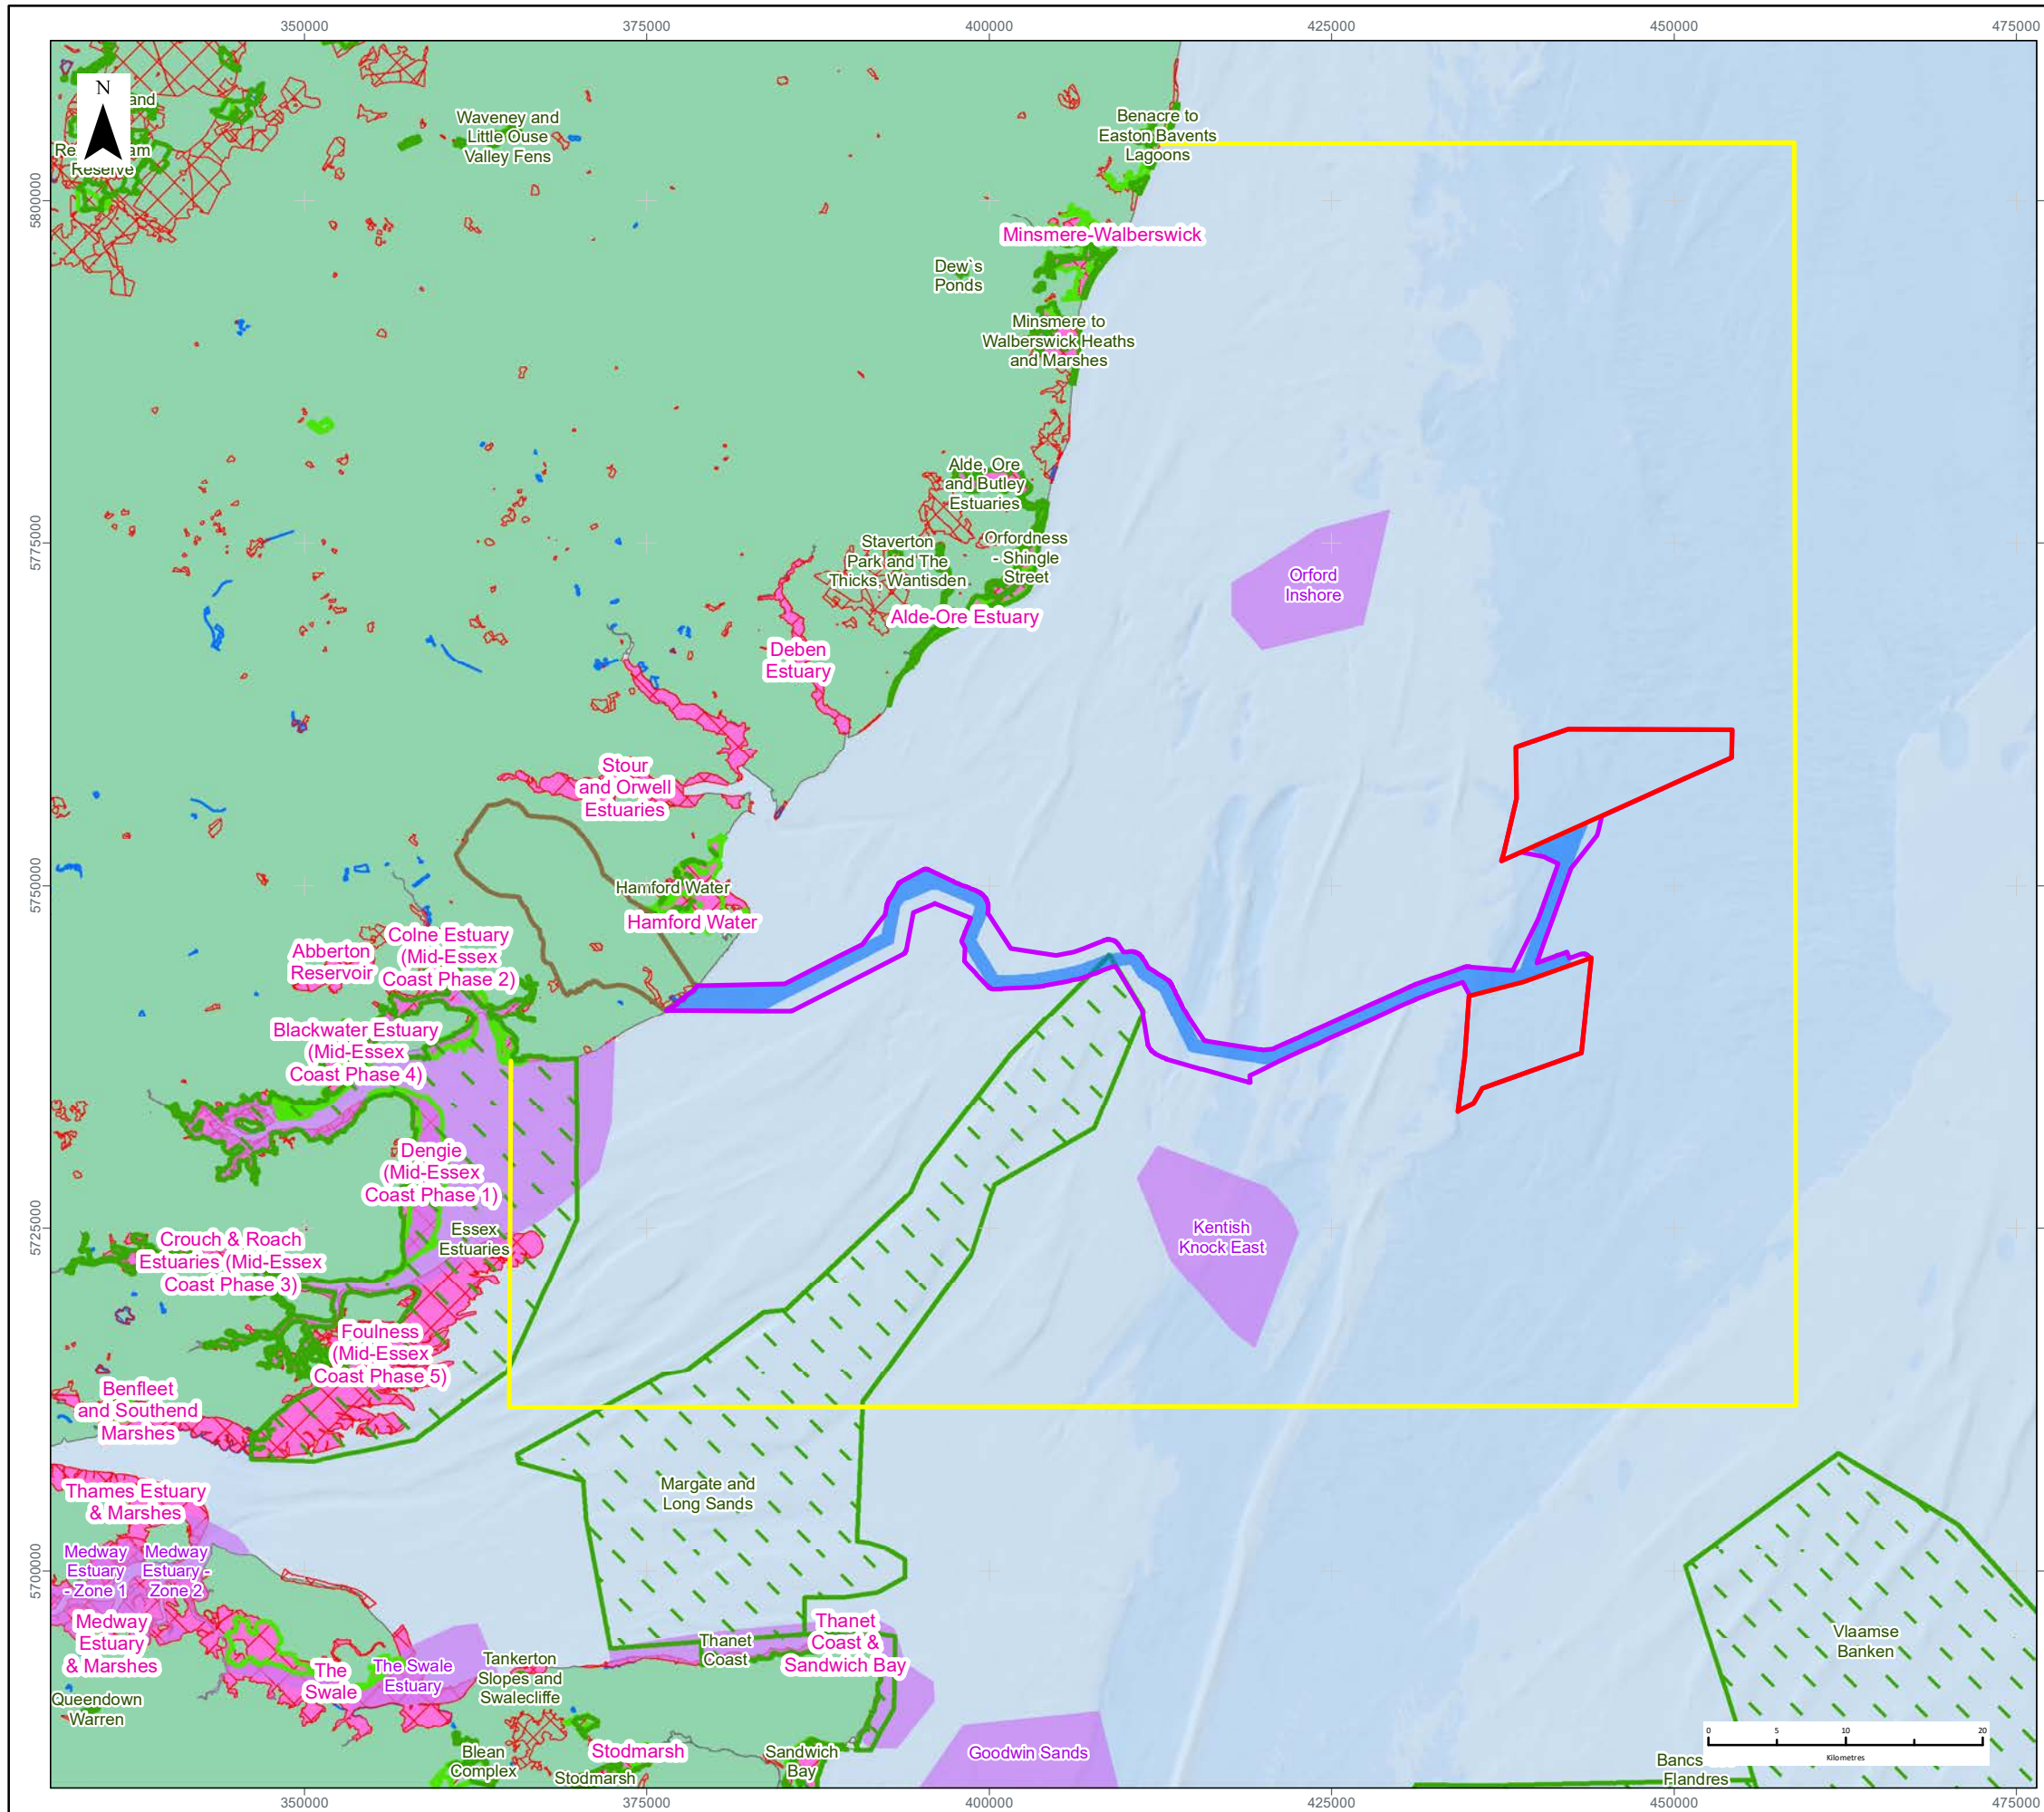 350000 375000 400000 425000 450000 475000
N
and
Re am
Reserve
Waveney and
Little Ouse
Valley Fens
Benacre to
Easton Bavents
Lagoons
5800000
Minsmere-Walberswick
Dew`s
Ponds
Minsmere to
Walberswick Heaths
and Marshes
Alde, Ore
and Butley
Estuaries
5775000
Staverton
Park and The
Thicks, Wantisden
Orfordness
- Shingle
Street
Orford
Inshore
Alde-Ore Estuary
Deben
Estuary
Stour
and Orwell
Estuaries
5750000
Hamford Water
Hamford Water
Colne Estuary
(Mid-Essex
Coast Phase 2)
Abberton
Reservoir
Blackwater Estuary
(Mid-Essex
Coast Phase 4)
Dengie
(Mid-Essex
Coast Phase 1)
5725000
Essex
Estuaries
Kentish
Knock East
Crouch & Roach
Estuaries (Mid-Essex
Coast Phase 3)
Foulness
(Mid-Essex
Coast Phase 5)
Benfleet
and Southend
Marshes
Thames Estuary
& Marshes
Margate and
Long Sands
5700000
Medway
Estuary
- Zone 1
Medway
Estuary -
Zone 2
Medway
Estuary
& Marshes
The
Swale
The Swale
Estuary
Tankerton
Slopes and
Swalecliffe
Thanet
Coast
Thanet
Coast &
Sandwich Bay
Vlaamse
Banken
Queendown
Warren
Blean
Complex
Stodmarsh
Stodmarsh
Sandwich
Bay
Goodwin Sands
0 5 10 20
Kilometres
Bancs
Flandres
350000 375000 400000 425000 450000 475000